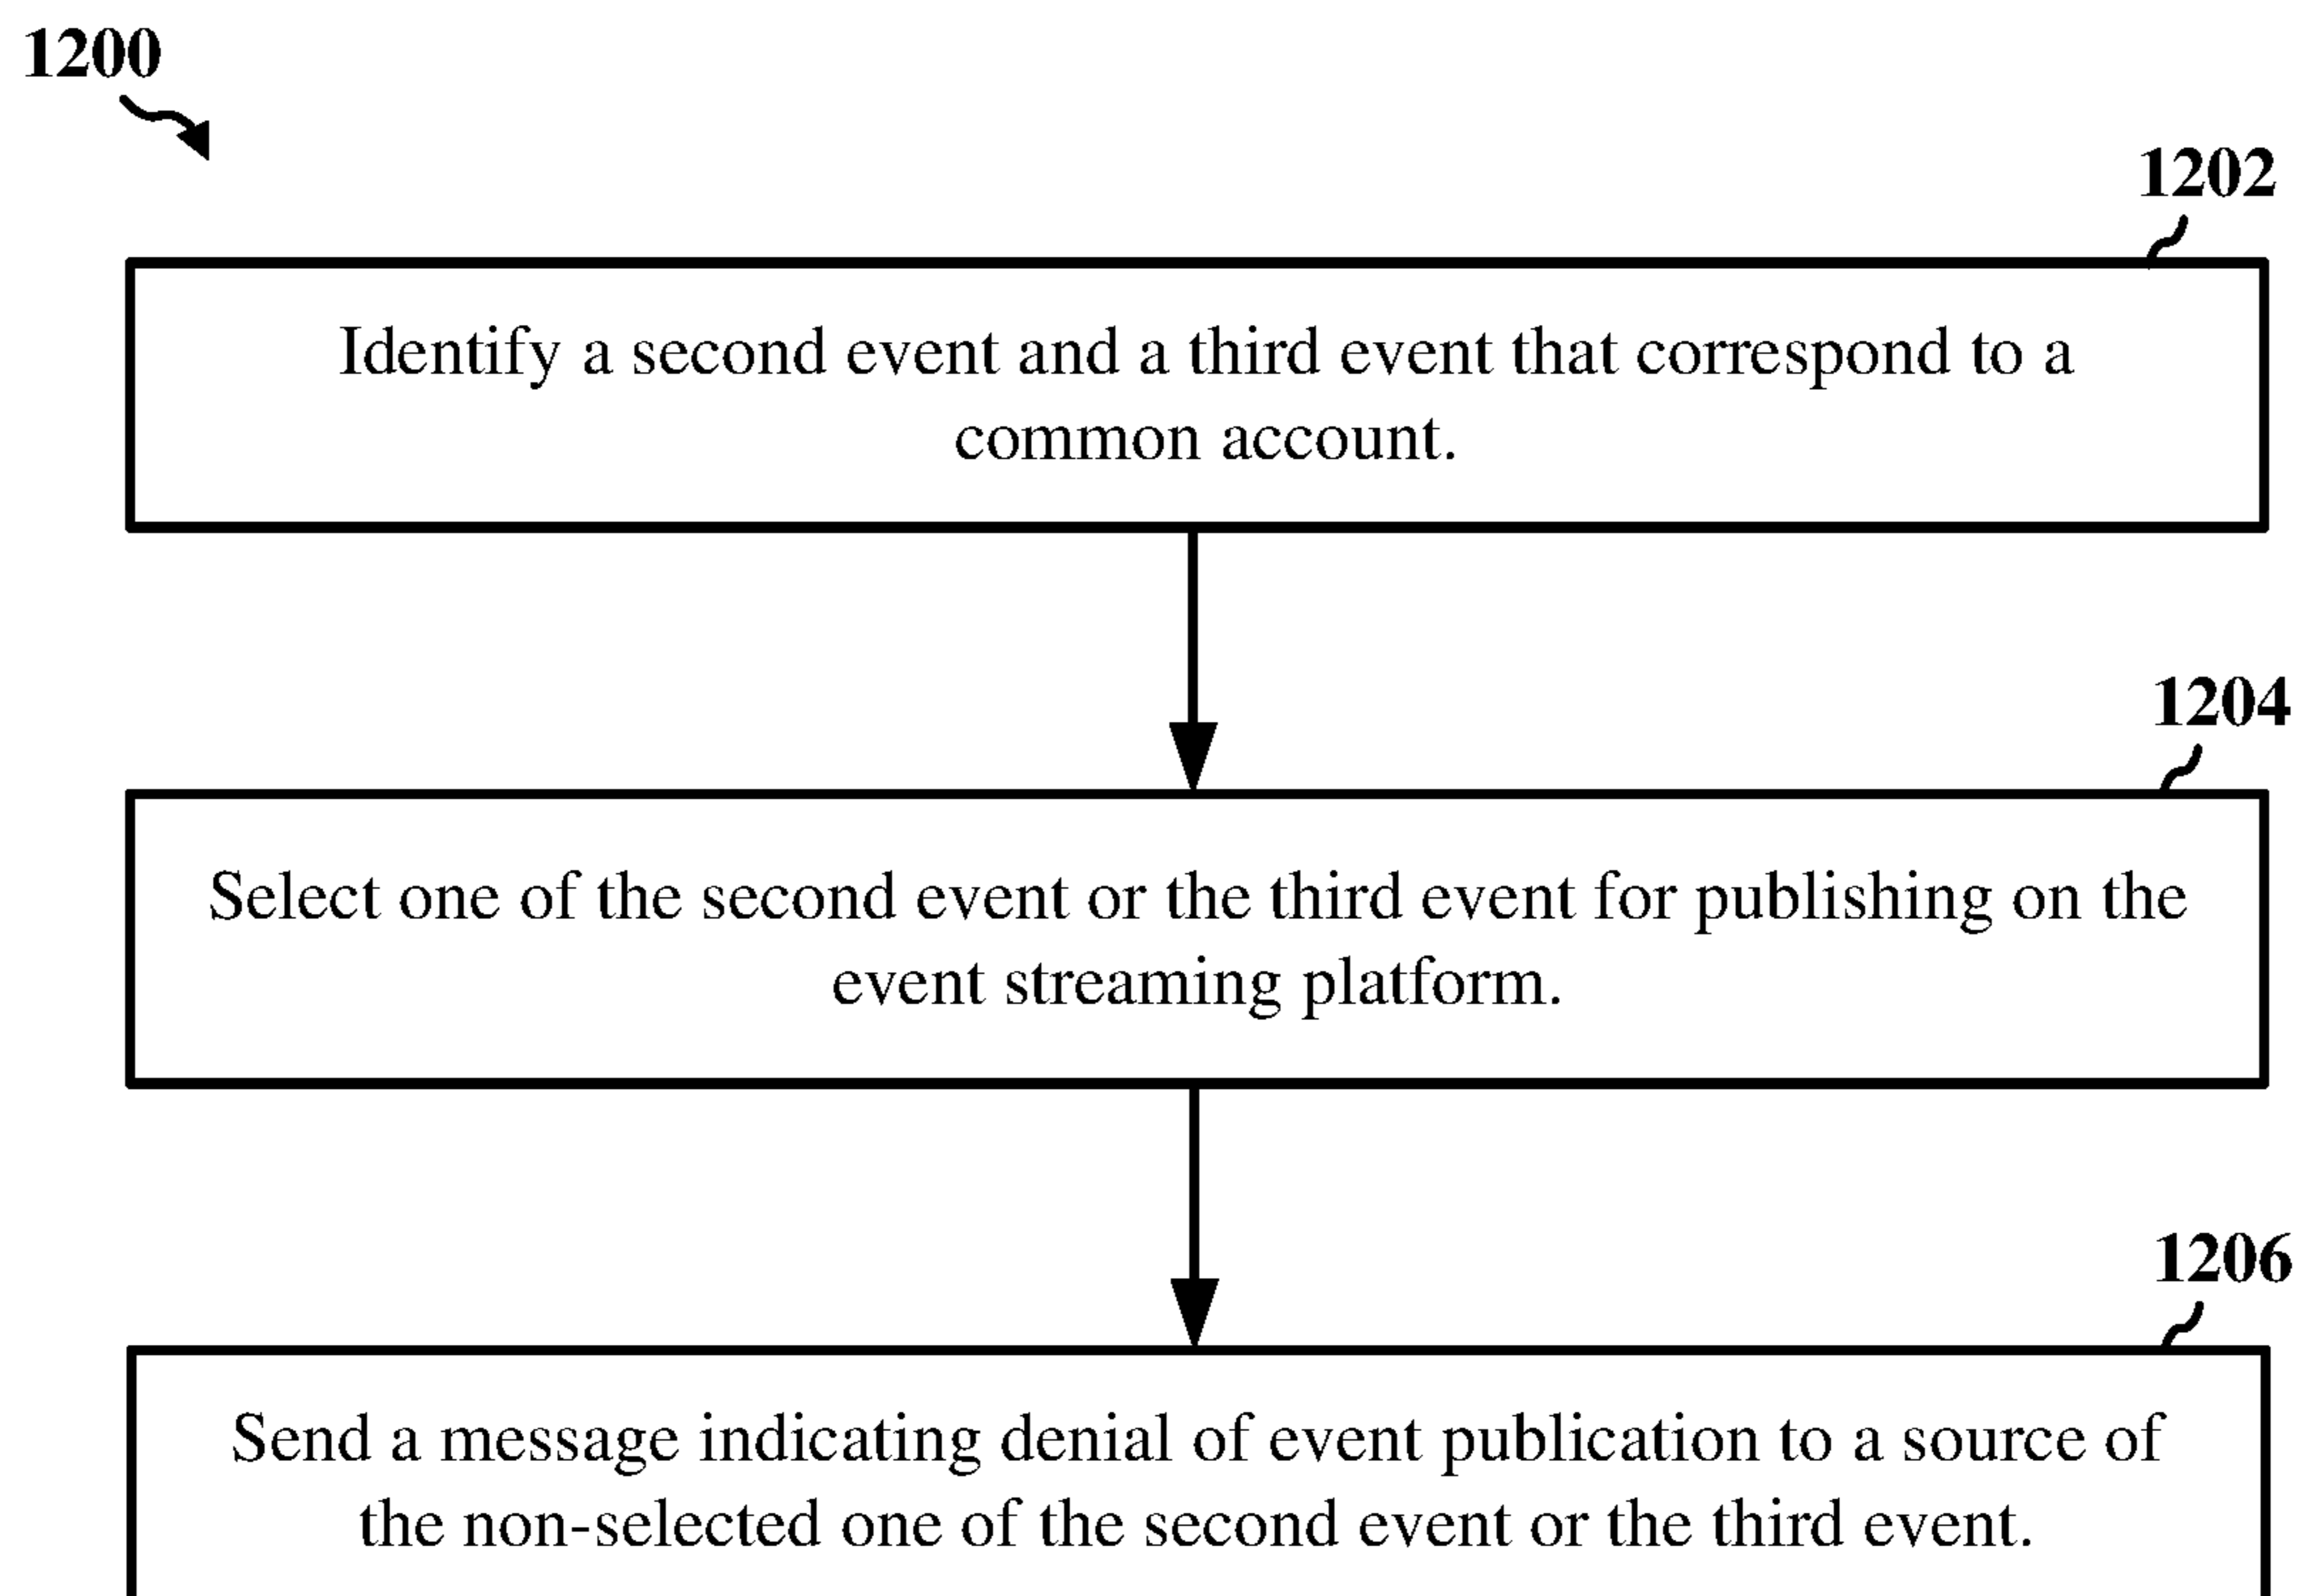 1200
1202
Identify a second event and a third event that correspond to a
common account.
1204
Select one of the second event or the third event for publishing on the
event streaming platform.
1206
Send a message indicating denial of event publication to a source of
the non-selected one of the second event or the third event.